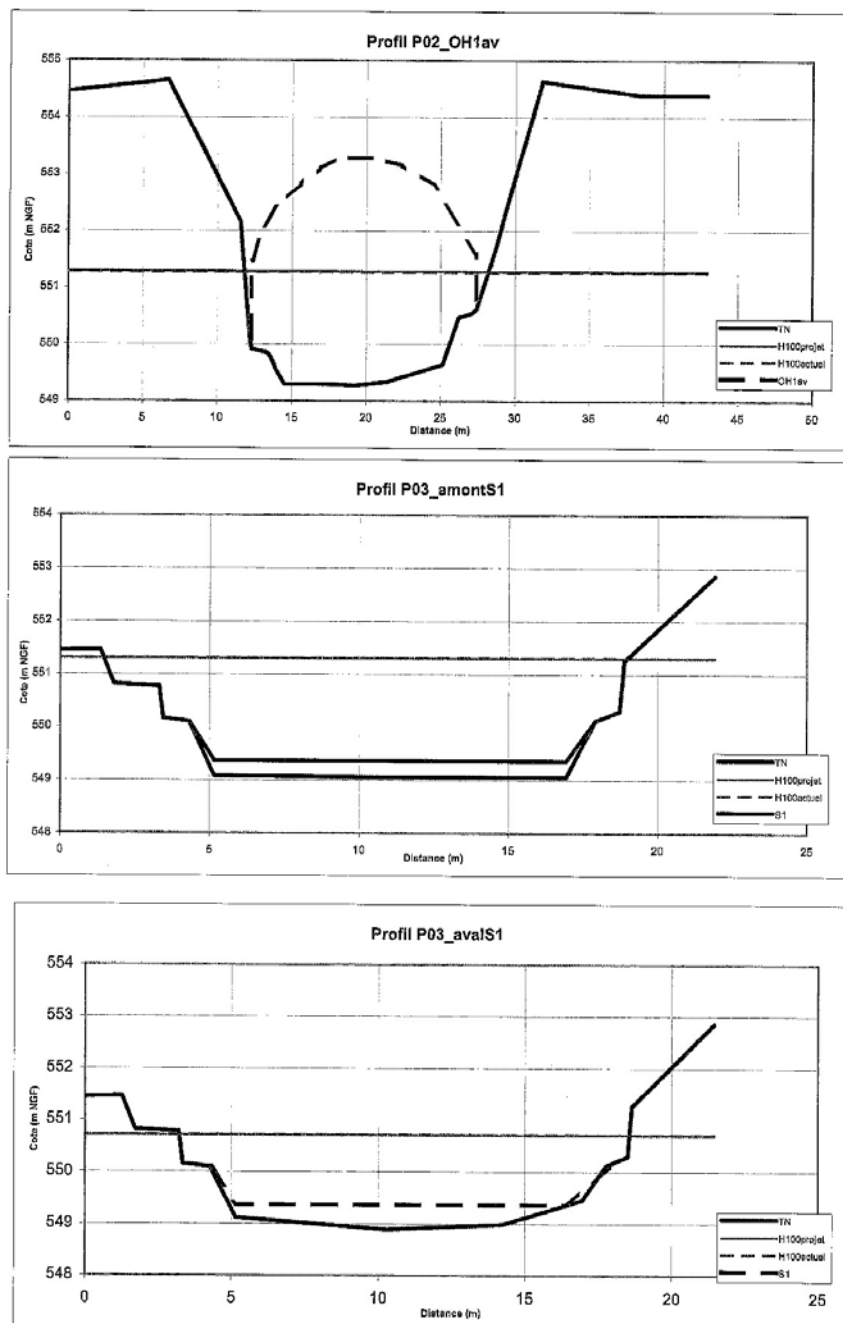 Profil P02_OH1av
555
554
553
552
551
550
549
Cote (m NGF)
0 5 10 15 20 25 30 35 40 45 50
Distance (m)
TN
H100projet
H100actuel
OH1av
Profil P03_amontS1
554
553
552
551
550
549
548
Cote (m NGF)
0 5 10 15 20 25
Distance (m)
TN
H100projet
H100actuel
S1
Profil P03_avalS1
554
553
552
551
550
549
548
Cote (m NGF)
0 5 10 15 20 25
Distance (m)
TN
H100projet
H100actuel
S1